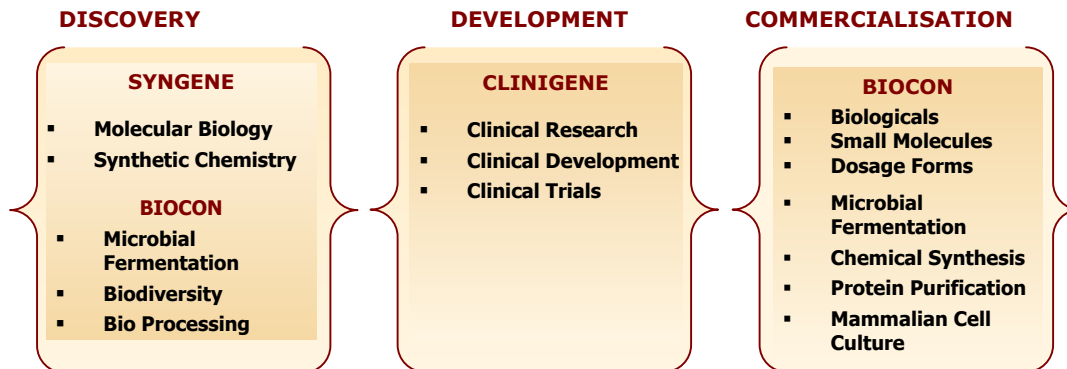 DISCOVERY
SYNGENE
▪ Molecular Biology
▪ Synthetic Chemistry
BIOCON
▪ Microbial
Fermentation
▪ Biodiversity
▪ Bio Processing
DEVELOPMENT
CLINIGENE
▪ Clinical Research
▪ Clinical Development
▪ Clinical Trials
COMMERCIALISATION
BIOCON
▪ Biologicals
▪ Small Molecules
▪ Dosage Forms
▪ Microbial
Fermentation
▪ Chemical Synthesis
▪ Protein Purification
▪ Mammalian Cell
Culture